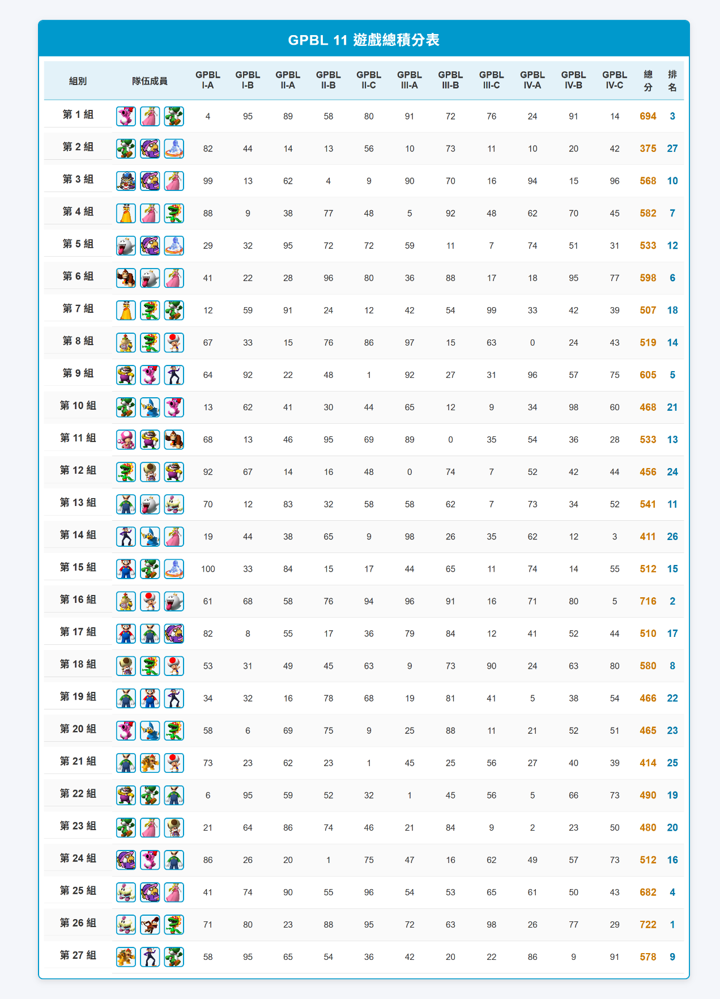 GPBL 11 遊戲總積分表
組別 隊伍成員 GPBL I-A GPBL I-B GPBL II-A GPBL II-B GPBL II-C GPBL III-A GPBL III-B GPBL III-C GPBL IV-A GPBL IV-B GPBL IV-C 總分 排名
第 1 組 4 95 89 58 80 91 72 76 24 91 14 694 3
第 2 組 82 44 14 13 56 10 73 11 10 20 42 375 27
第 3 組 99 13 62 4 9 90 70 16 94 15 96 568 10
第 4 組 88 9 38 77 48 5 92 48 62 70 45 582 7
第 5 組 29 32 95 72 72 59 11 7 74 51 31 533 12
第 6 組 41 22 28 96 80 36 88 17 18 95 77 598 6
第 7 組 12 59 91 24 12 42 54 99 33 42 39 507 18
第 8 組 67 33 15 76 86 97 15 63 0 24 43 519 14
第 9 組 64 92 22 48 1 92 27 31 96 57 75 605 5
第 10 組 13 62 41 30 44 65 12 9 34 98 60 468 21
第 11 組 68 13 46 95 69 89 0 35 54 36 28 533 13
第 12 組 92 67 14 16 48 0 74 7 52 42 44 456 24
第 13 組 70 12 83 32 58 58 62 7 73 34 52 541 11
第 14 組 19 44 38 65 9 98 26 35 62 12 3 411 26
第 15 組 100 33 84 15 17 44 65 11 74 14 55 512 15
第 16 組 61 68 58 76 94 96 91 16 71 80 5 716 2
第 17 組 82 8 55 17 36 79 84 12 41 52 44 510 17
第 18 組 53 31 49 45 63 9 73 90 24 63 80 580 8
第 19 組 34 32 16 78 68 19 81 41 5 38 54 466 22
第 20 組 58 6 69 75 9 25 88 11 21 52 51 465 23
第 21 組 73 23 62 23 1 45 25 56 27 40 39 414 25
第 22 組 6 95 59 52 32 1 45 56 5 66 73 490 19
第 23 組 21 64 86 74 46 21 84 9 2 23 50 480 20
第 24 組 86 26 20 1 75 47 16 62 49 57 73 512 16
第 25 組 41 74 90 55 96 54 53 65 61 50 43 682 4
第 26 組 71 80 23 88 95 72 63 98 26 77 29 722 1
第 27 組 58 95 65 54 36 42 20 22 86 9 91 578 9